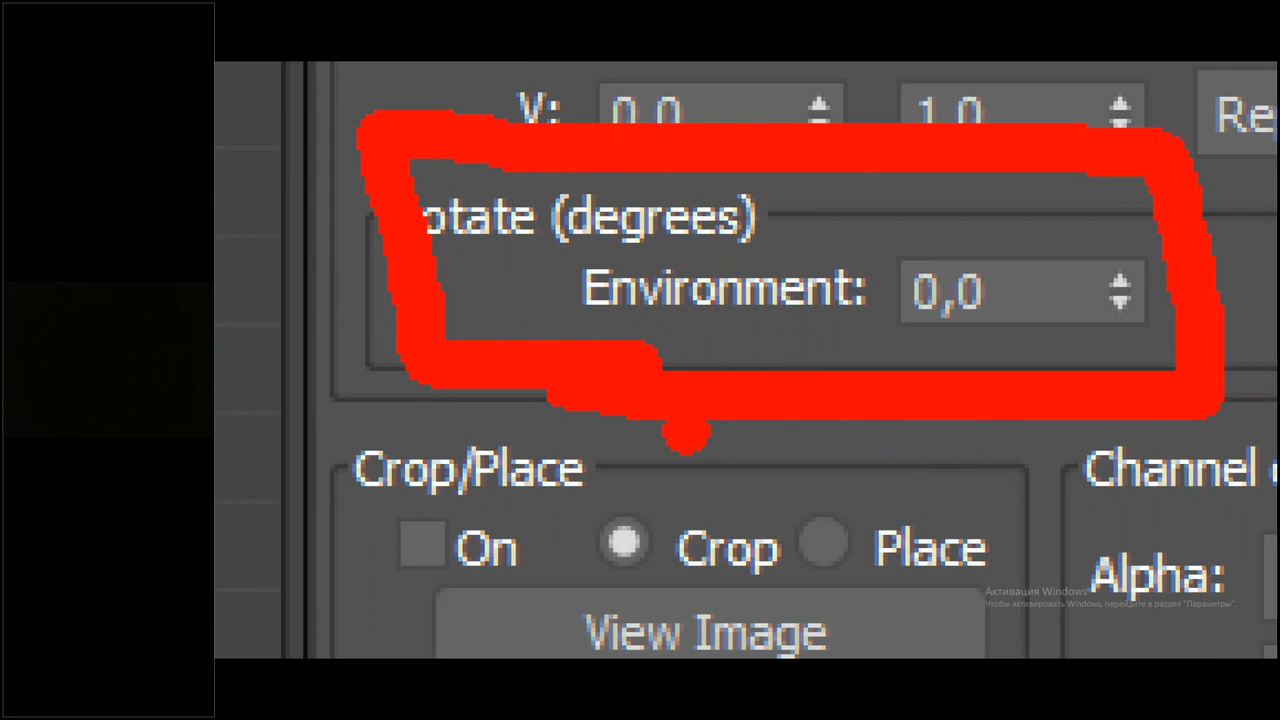 V: 0,0 1,0 Re
otate (degrees)
Environment: 0,0
Crop/Place Channel
On Crop Place
Alpha:
View Image
Активация Windows
Чтобы активировать Windows, перейдите в раздел "Параметры".